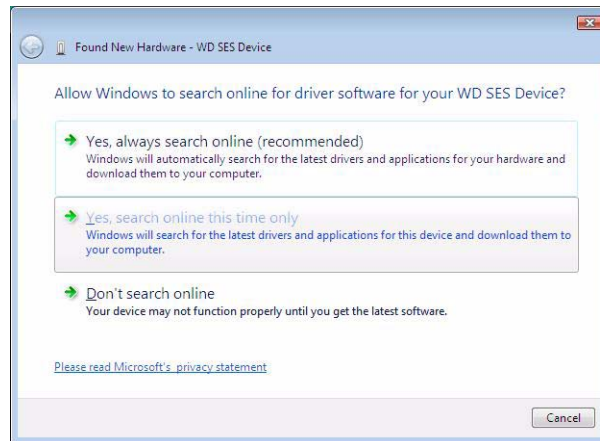 Found New Hardware - WD SES Device
Allow Windows to search online for driver software for your WD SES Device?
Yes, always search online (recommended)
Windows will automatically search for the latest drivers and applications for your hardware and
download them to your computer.
Yes, search online this time only
Windows will search for the latest drivers and applications for this device and download them to
your computer.
Don't search online
Your device may not function properly until you get the latest software.
Please read Microsoft's privacy statement
Cancel